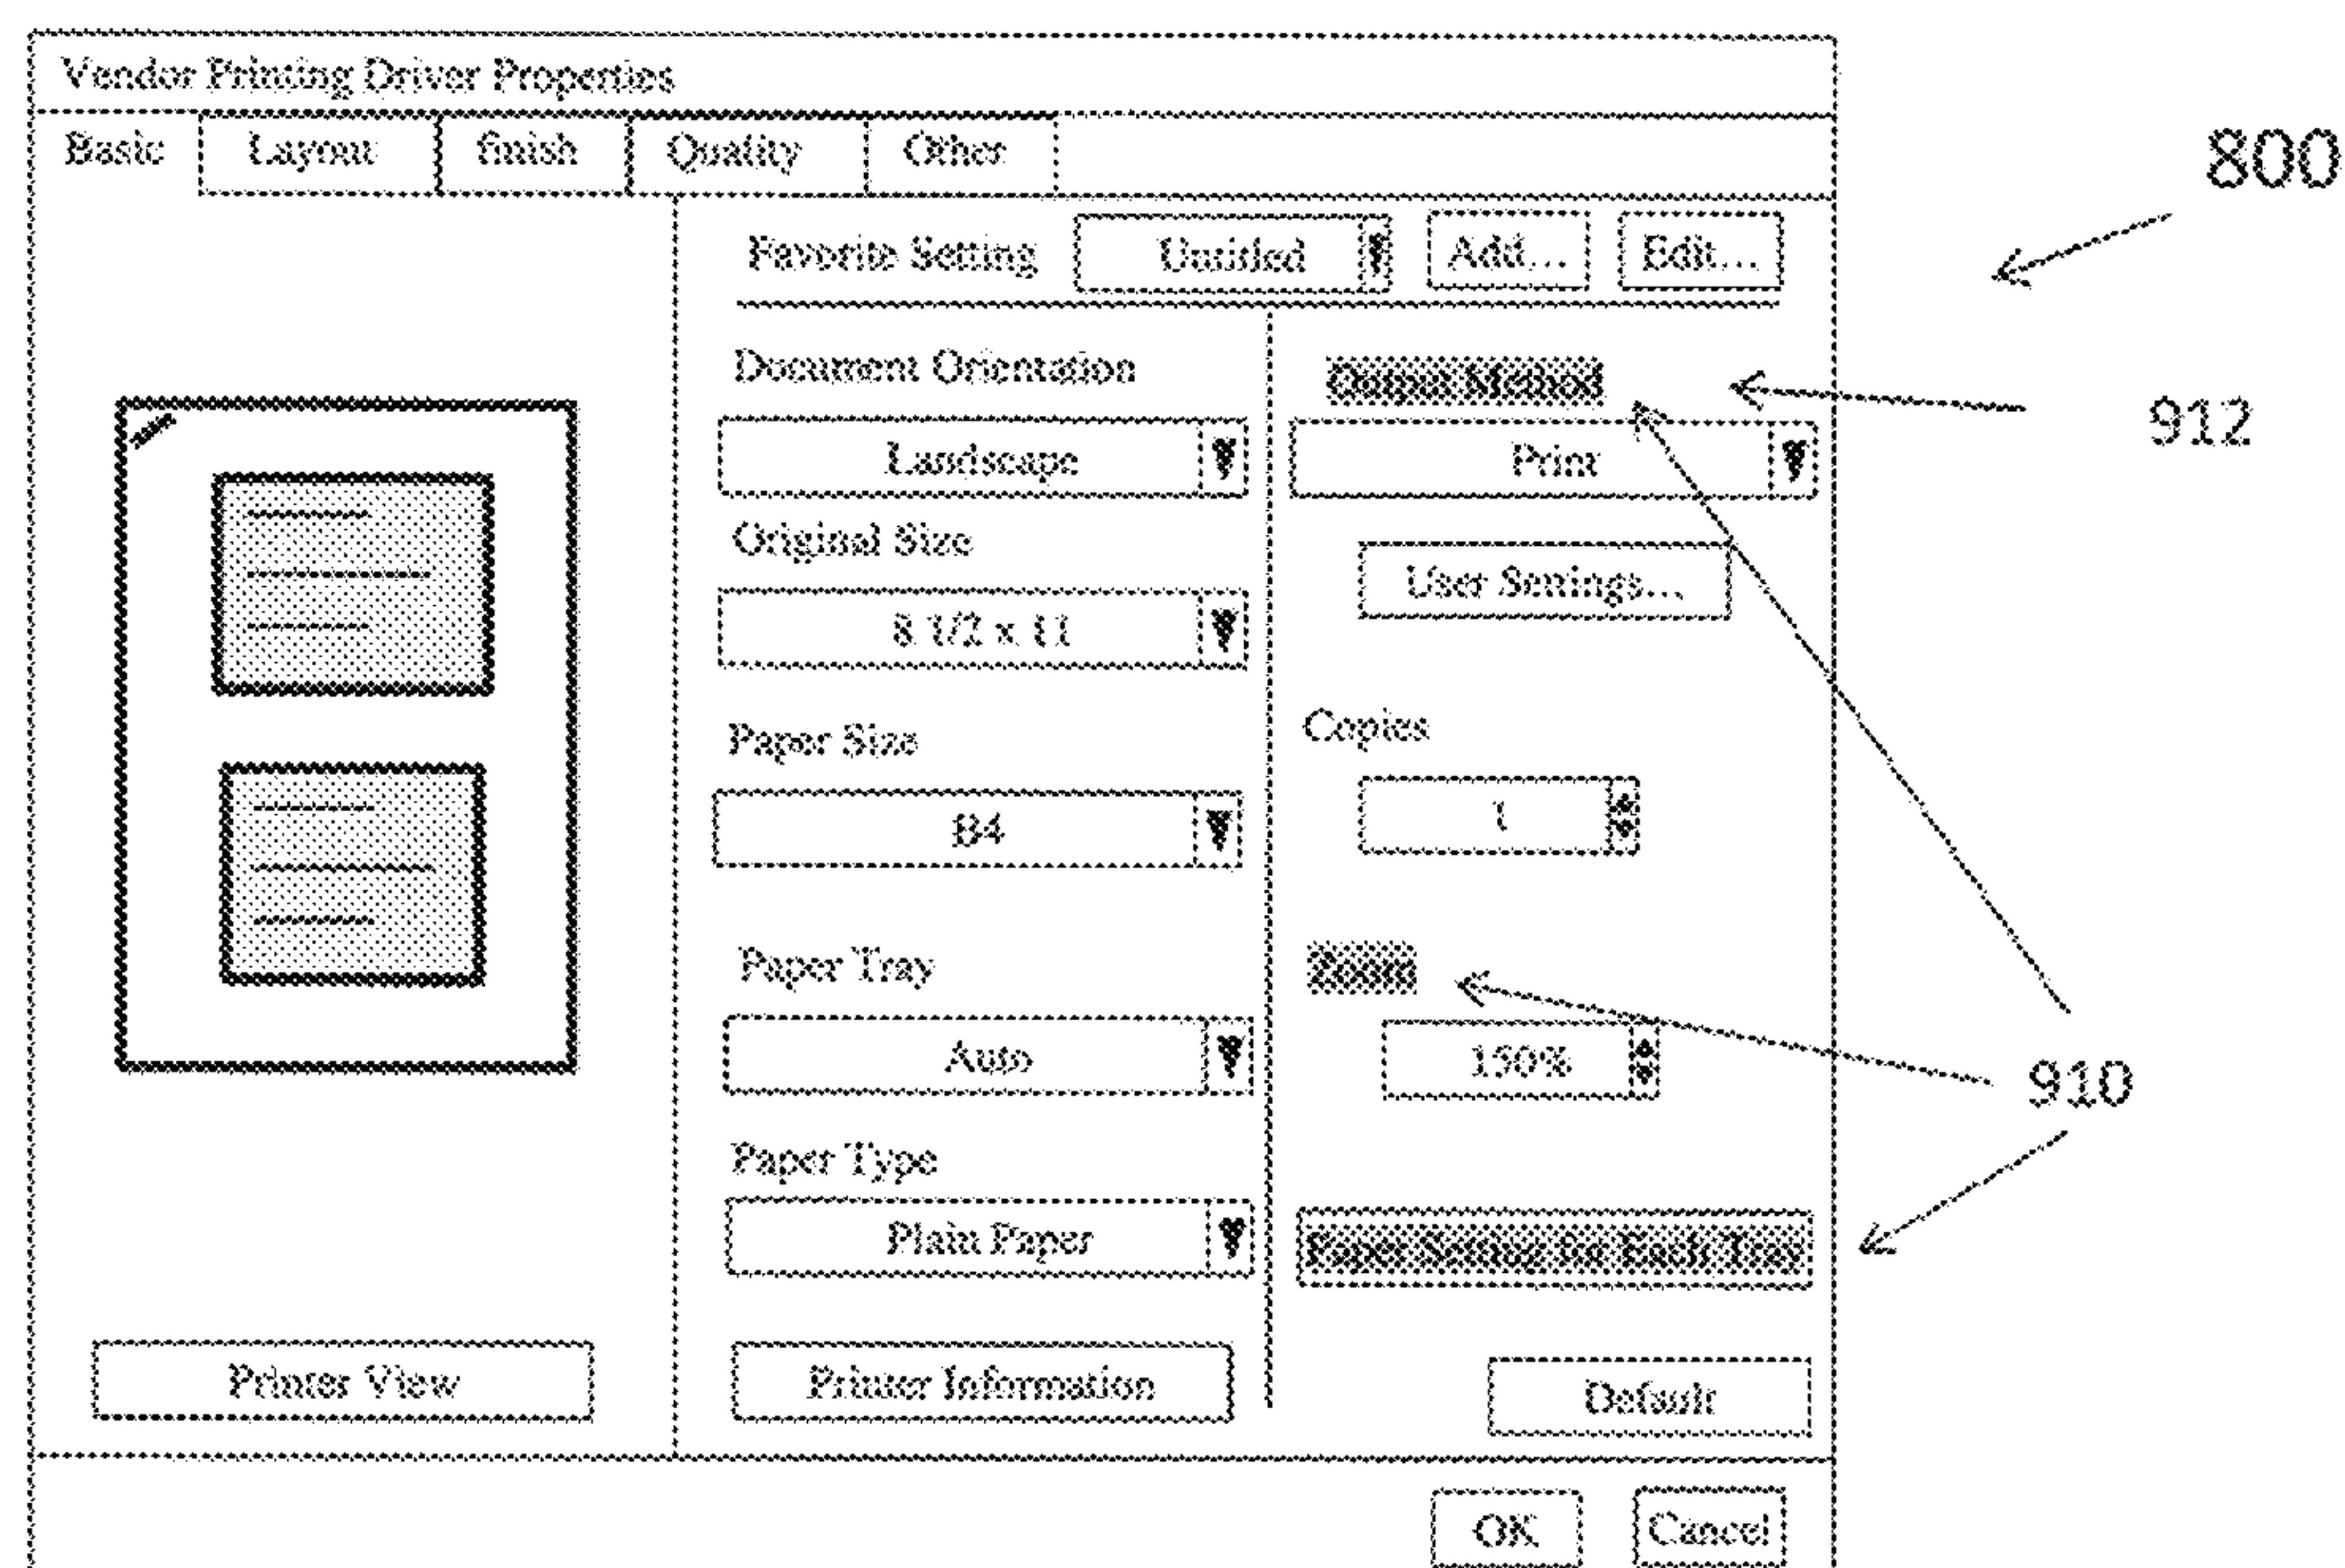 Vendor Printing Driver Properties
Basic Layout finish Quality Other
800
Favorite Setting Untitled Add... Edit...
Document Orientation
Output Method
912
Landscape
Print
Original Size
User Settings...
8 1/2 x 11
Paper Size
Copies
B4
1
Paper Tray
Zoom
Auto
150%
910
Paper Type
Plain Paper
Paper Setting for Each Tray
Printer View
Printer Information
Default
OK Cancel